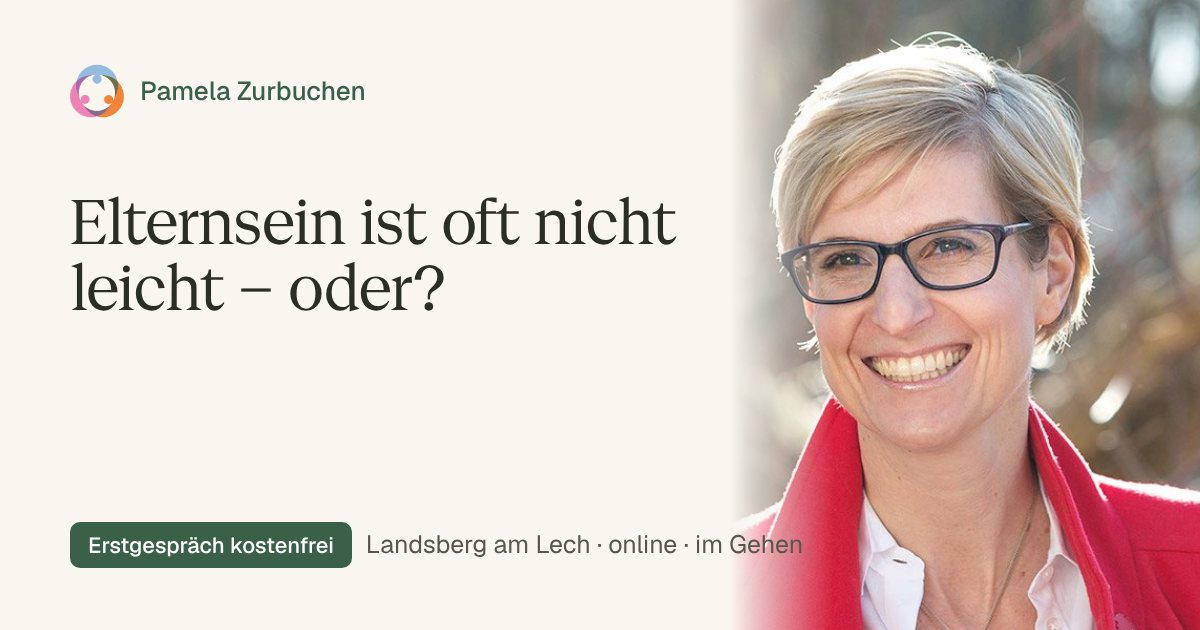 Pamela Zurbuchen
Elternsein ist oft nicht
leicht – oder?
Erstgespräch kostenfrei
Landsberg am Lech · online · im Gehen